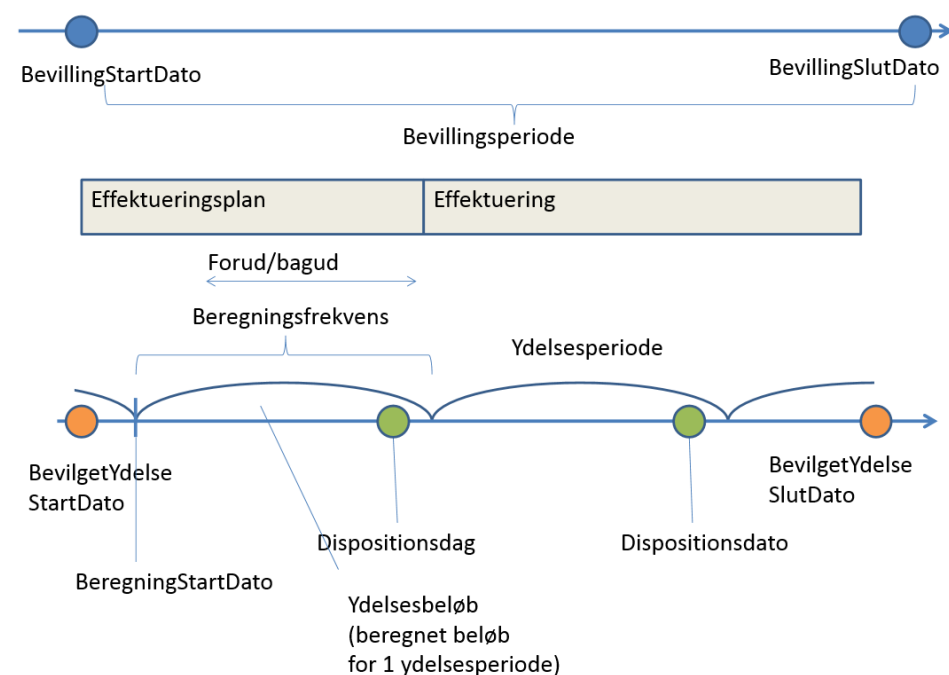 BevillingStartDato
BevillingSlutDato
Bevillingsperiode
Effektueringsplan
Effektuering
Forud/bagud
Beregningsfrekvens
Ydelsesperiode
BevilgetYdelse
StartDato
BevilgetYdelse
SlutDato
Dispositionsdag
Dispositionsdato
BeregningStartDato
Ydelsesbeløb
(beregnet beløb
for 1 ydelsesperiode)